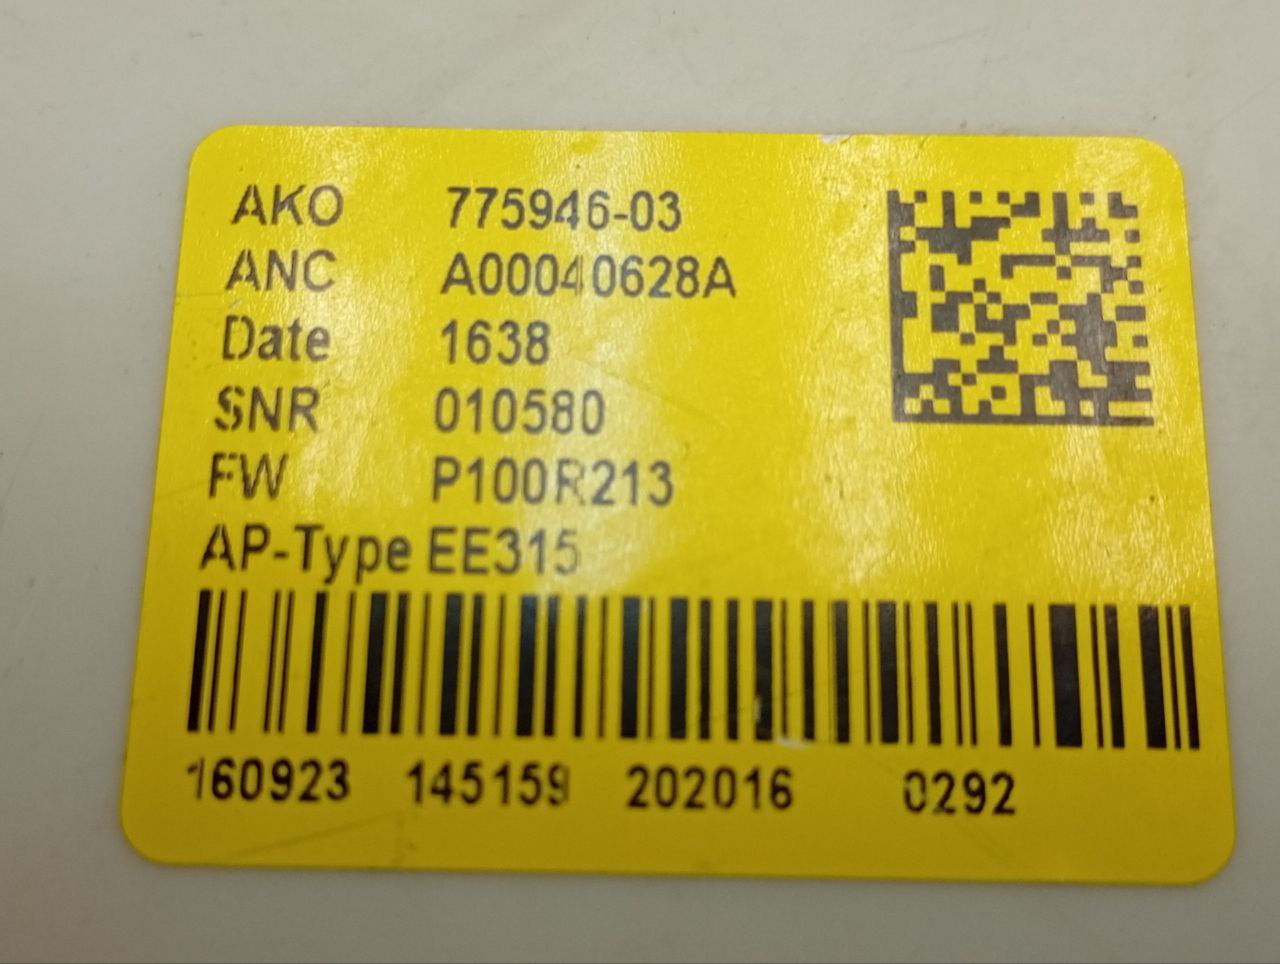 AKO 775946-03
ANC A00040628A
Date 1638
SNR 010580
FW P100R213
AP-Type EE315
160923 145159 202016 0292